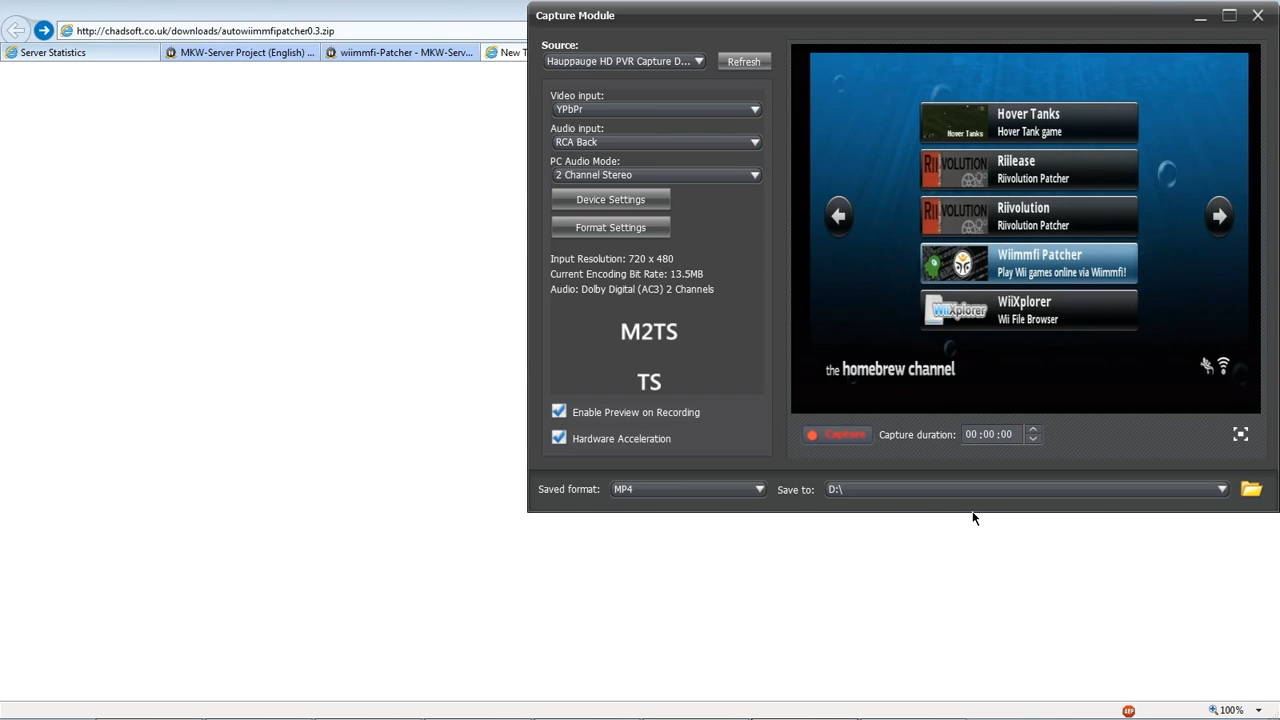 http://chadsoft.co.uk/downloads/autowiimmfipatcher0.3.zip
Server Statistics
MKW-Server Project (English) ...
wiimmfi-Patcher - MKW-Serv...
New T
Capture Module
Source:
Hauppauge HD PVR Capture D...
Refresh
Video input:
YPbPr
Audio input:
RCA Back
PC Audio Mode:
2 Channel Stereo
Device Settings
Format Settings
Input Resolution: 720 x 480
Current Encoding Bit Rate: 13.5MB
Audio: Dolby Digital (AC3) 2 Channels
M2TS
TS
Enable Preview on Recording
Hardware Acceleration
Hover Tanks
Hover Tanks
Hover Tank game
RIIVOLUTION
Riilease
Riivolution Patcher
RIIVOLUTION
Riivolution
Riivolution Patcher
Wiimmfi Patcher
Play Wii games online via Wiimmfi!
WiiXplorer
WiiXplorer
Wii File Browser
the homebrew channel
Capture
Capture duration:
00:00:00
Saved format:
MP4
Save to:
D:\
ABP
100%